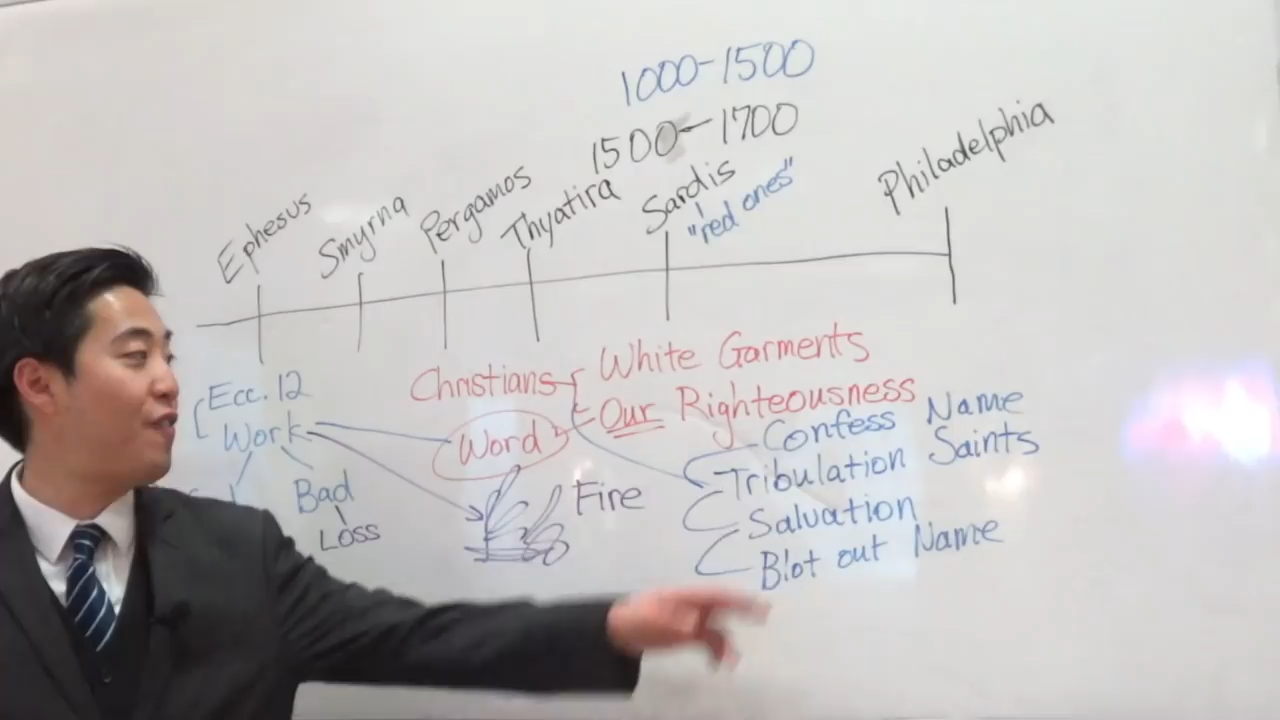 1000-1500
1500-1700
Ephesus
Smyrna
Pergamos
Thyatira
Sardis
"red ones"
Philadelphia
Ecc. 12
Work
Bad
Loss
Christians
White Garments
Our Righteousness
Word
Fire
Confess Name
Tribulation Saints
Salvation
Blot out Name